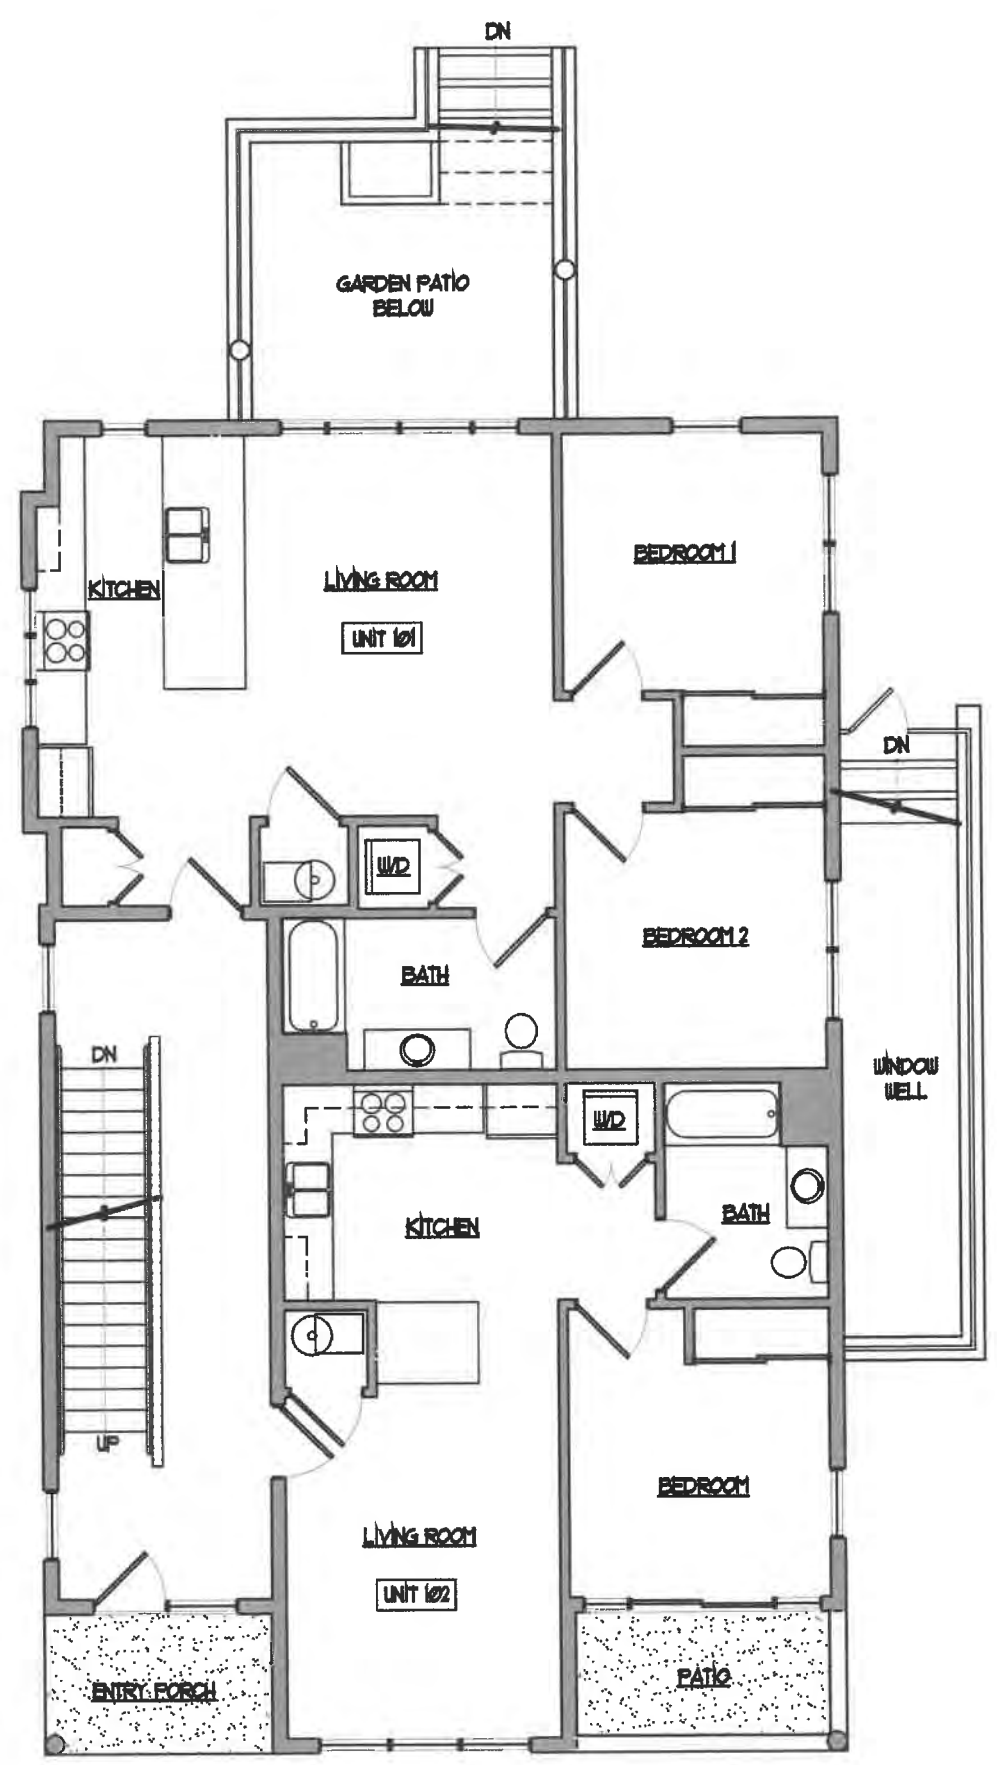 DN
GARDEN PATIO
BELOW
BEDROOM 1
KITCHEN
LIVING ROOM
UNIT 101
DN
W/D
BEDROOM 2
BATH
DN
WINDOW
WELL
W/D
BATH
KITCHEN
UP
BEDROOM
LIVING ROOM
UNIT 102
PATIO
ENTRY PORCH